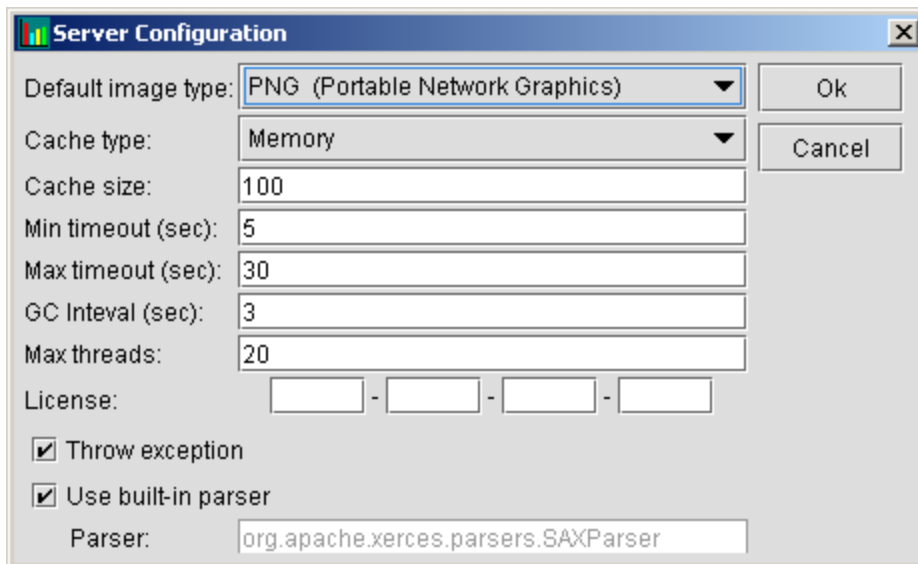 Server Configuration
Default image type: PNG (Portable Network Graphics) Ok
Cache type: Memory Cancel
Cache size: 100
Min timeout (sec): 5
Max timeout (sec): 30
GC Inteval (sec): 3
Max threads: 20
License: - - -
Throw exception
Use built-in parser
Parser: org.apache.xerces.parsers.SAXParser